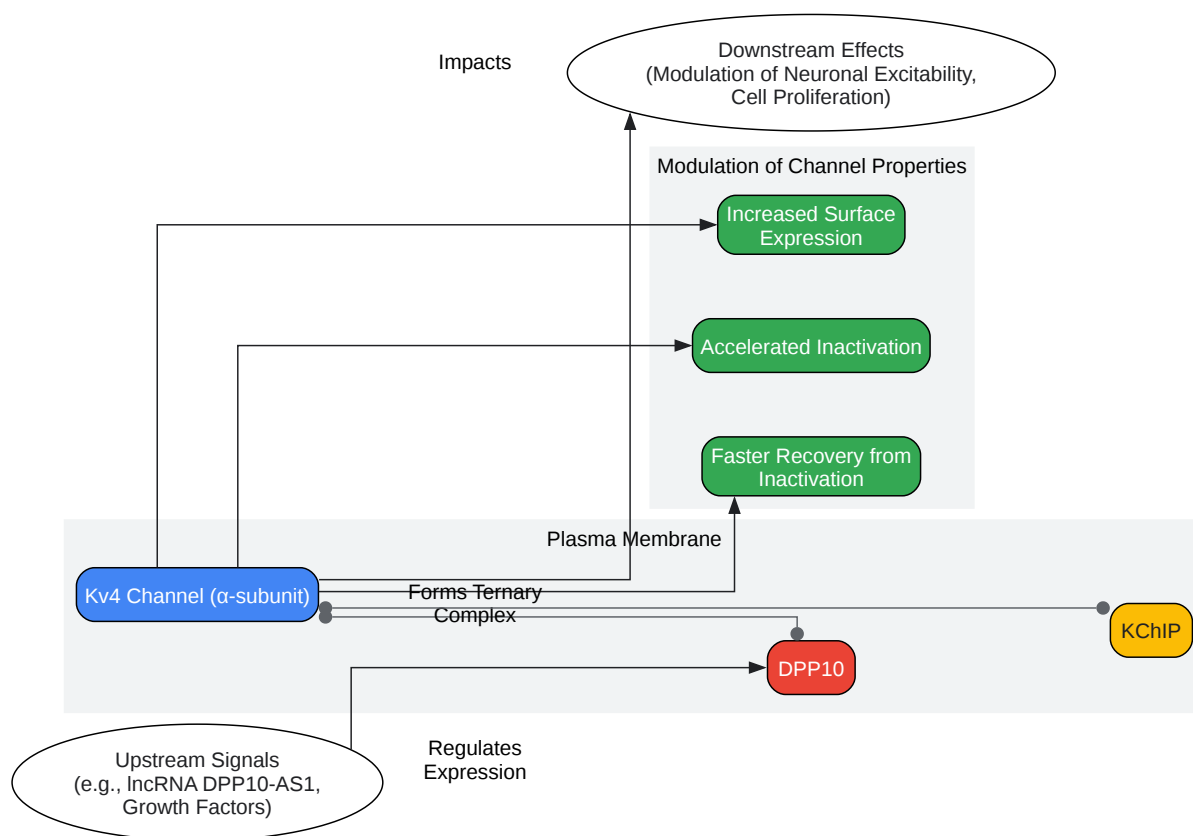 Impacts
Downstream Effects
(Modulation of Neuronal Excitability,
Cell Proliferation)
Modulation of Channel Properties
Increased Surface
Expression
Accelerated Inactivation
Faster Recovery from
Inactivation
Plasma Membrane
Kv4 Channel (α-subunit)
Forms Ternary
Complex
KChIP
DPP10
Regulates
Expression
Upstream Signals
(e.g., lncRNA DPP10-AS1,
Growth Factors)